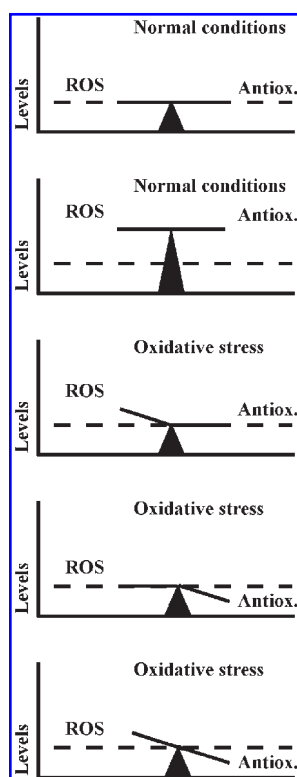 Normal conditions
ROS Antiox.
Levels
Normal conditions
ROS Antiox.
Levels
Oxidative stress
ROS Antiox.
Levels
Oxidative stress
ROS
Antiox.
Levels
Oxidative stress
ROS
Antiox.
Levels